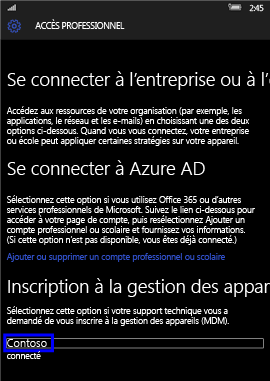 2:45
ACCÈS PROFESSIONNEL
Se connecter à l'entreprise ou à l'e
Accédez aux ressources de votre organisation (par exemple, les
applications, le réseau et les e-mails) en choisissant une des deux
options ci-dessous. Quand vous vous connectez, votre entreprise
ou école peut appliquer certaines stratégies sur votre appareil.
Se connecter à Azure AD
Sélectionnez cette option si vous utilisez Office 365 ou d'autres
services professionnels de Microsoft. Suivez le lien ci-dessous pour
accéder à votre page de compte, puis resélectionnez Ajouter un
compte professionnel ou scolaire et fournissez vos informations.
(Si cette option n'est pas disponible, vous êtes déjà connecté.)
Ajouter ou supprimer un compte professionnel ou scolaire
Inscription à la gestion des appar
Sélectionnez cette option si votre support technique vous a
demandé de vous inscrire à la gestion des appareils (MDM).
Contoso
connecté